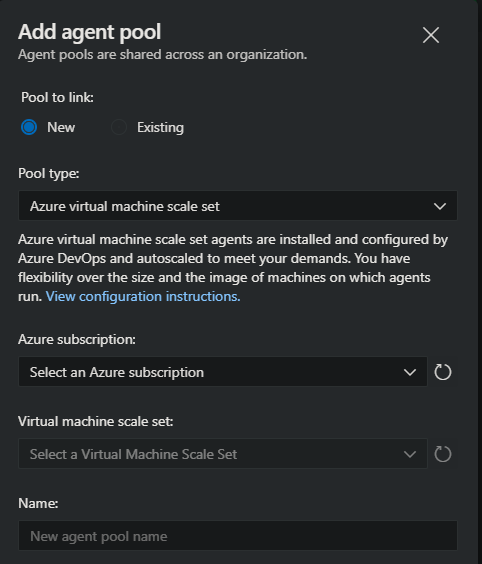 Add agent pool
Agent pools are shared across an organization.
Pool to link:
New
Existing
Pool type:
Azure virtual machine scale set
Azure virtual machine scale set agents are installed and configured by
Azure DevOps and autoscaled to meet your demands. You have
flexibility over the size and the image of machines on which agents
run. View configuration instructions.
Azure subscription:
Select an Azure subscription
Virtual machine scale set:
Select a Virtual Machine Scale Set
Name:
New agent pool name